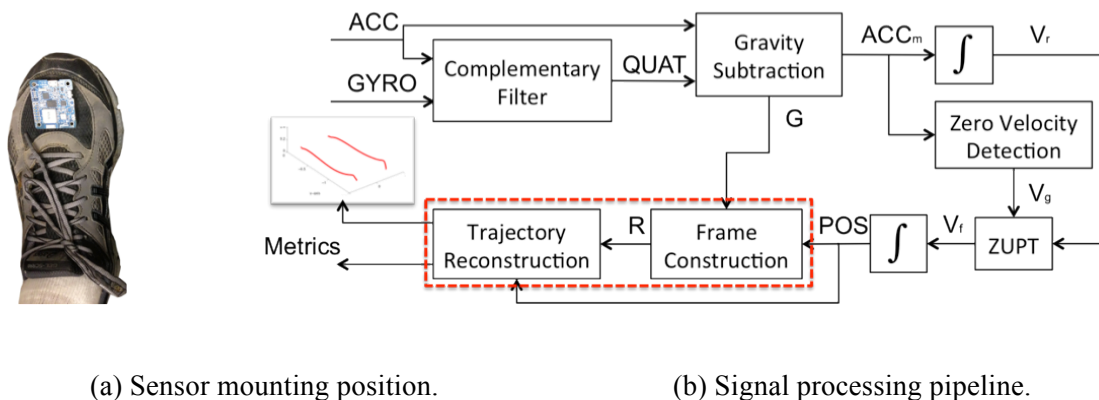 ACC
GYRO
Complementary
Filter
QUAT
Gravity
Subtraction
G
ACCm
∫
Vr
Zero Velocity
Detection
Vg
ZUPT
Vf
∫
POS
Frame
Construction
R
Trajectory
Reconstruction
Metrics
(a) Sensor mounting position.
(b) Signal processing pipeline.